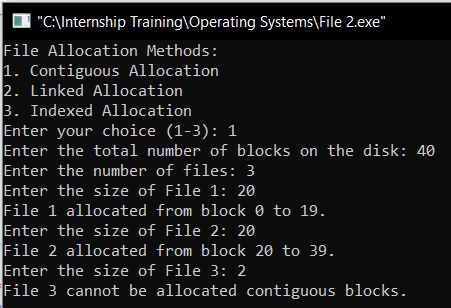 "C:\Internship Training\Operating Systems\File 2.exe"
File Allocation Methods:
1. Contiguous Allocation
2. Linked Allocation
3. Indexed Allocation
Enter your choice (1-3): 1
Enter the total number of blocks on the disk: 40
Enter the number of files: 3
Enter the size of File 1: 20
File 1 allocated from block 0 to 19.
Enter the size of File 2: 20
File 2 allocated from block 20 to 39.
Enter the size of File 3: 2
File 3 cannot be allocated contiguous blocks.